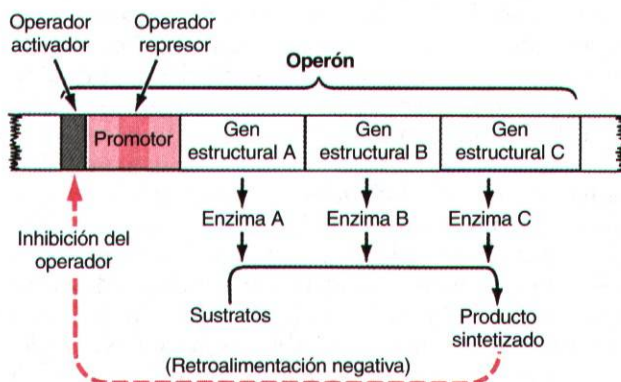 Operador
activador
Operador
represor
Operón
Promotor
Gen
estructural A
Gen
estructural B
Gen
estructural C
Enzima A
Enzima B
Enzima C
Inhibición del
operador
Sustratos
Producto
sintetizado
(Retroalimentación negativa)